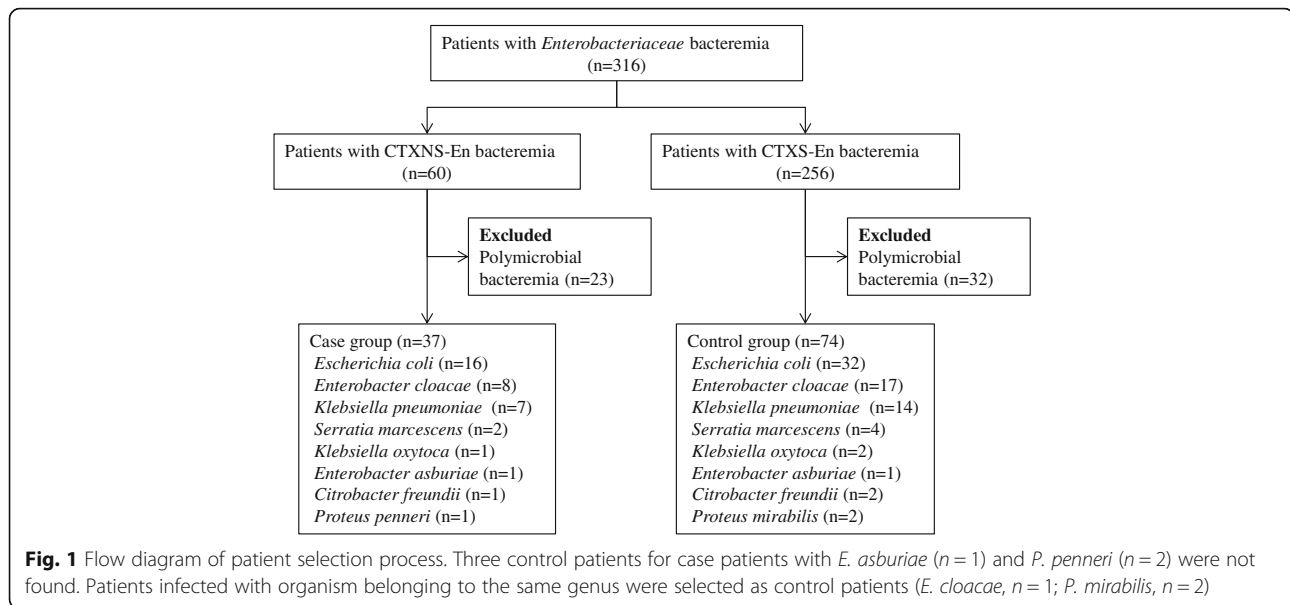 Patients with Enterobacteriaceae bacteremia
(n=316)
Patients with CTXNS-En bacteremia
(n=60)
Patients with CTXS-En bacteremia
(n=256)
Excluded
Polymicrobial
bacteremia (n=23)
Excluded
Polymicrobial
bacteremia (n=32)
Case group (n=37)
Escherichia coli (n=16)
Enterobacter cloacae (n=8)
Klebsiella pneumoniae (n=7)
Serratia marcescens (n=2)
Klebsiella oxytoca (n=1)
Enterobacter asburiae (n=1)
Citrobacter freundii (n=1)
Proteus penneri (n=1)
Control group (n=74)
Escherichia coli (n=32)
Enterobacter cloacae (n=17)
Klebsiella pneumoniae (n=14)
Serratia marcescens (n=4)
Klebsiella oxytoca (n=2)
Enterobacter asburiae (n=1)
Citrobacter freundii (n=2)
Proteus mirabilis (n=2)
Fig. 1 Flow diagram of patient selection process. Three control patients for case patients with E. asburiae (n = 1) and P. penneri (n = 2) were not
found. Patients infected with organism belonging to the same genus were selected as control patients (E. cloacae, n = 1; P. mirabilis, n = 2)